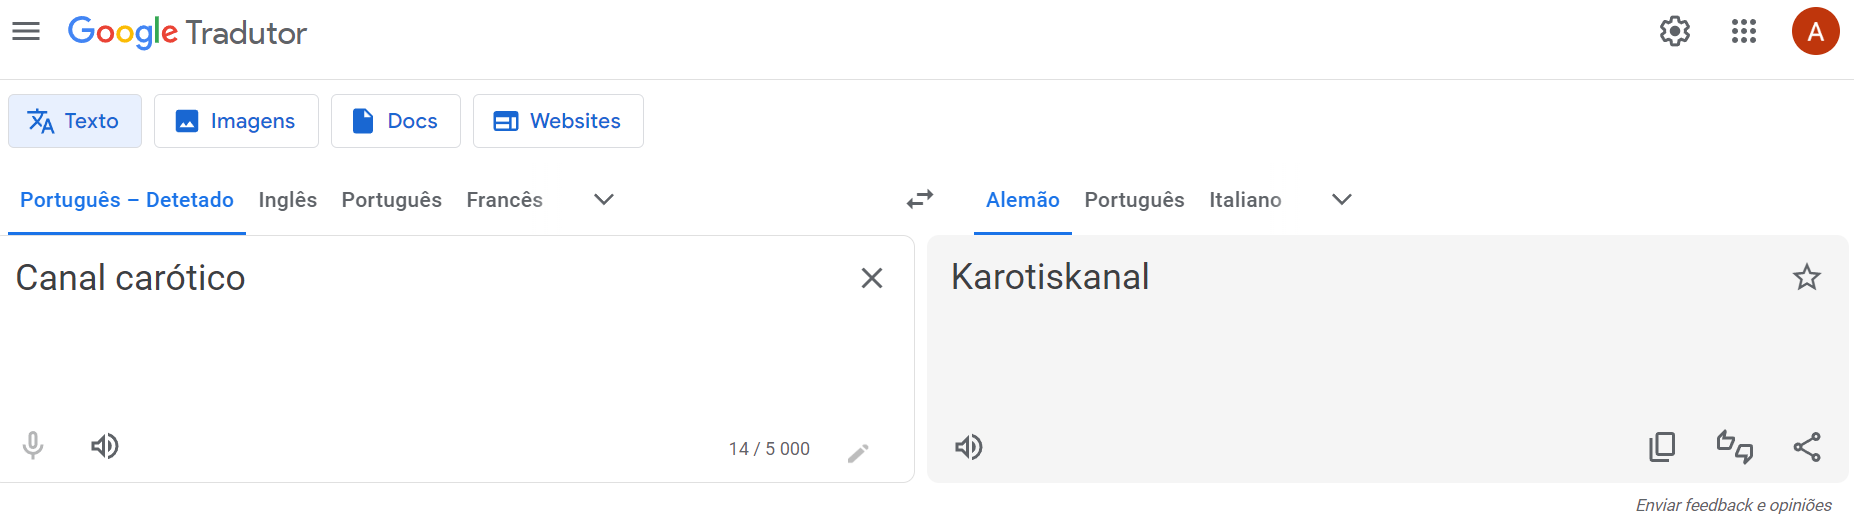 Google Tradutor
A
Texto
Imagens
Docs
Websites
Português – Detetado Inglês Português Francês
Alemão Português Italiano
Canal carótico
Karotiskanal
14 / 5 000
Enviar feedback e opiniões